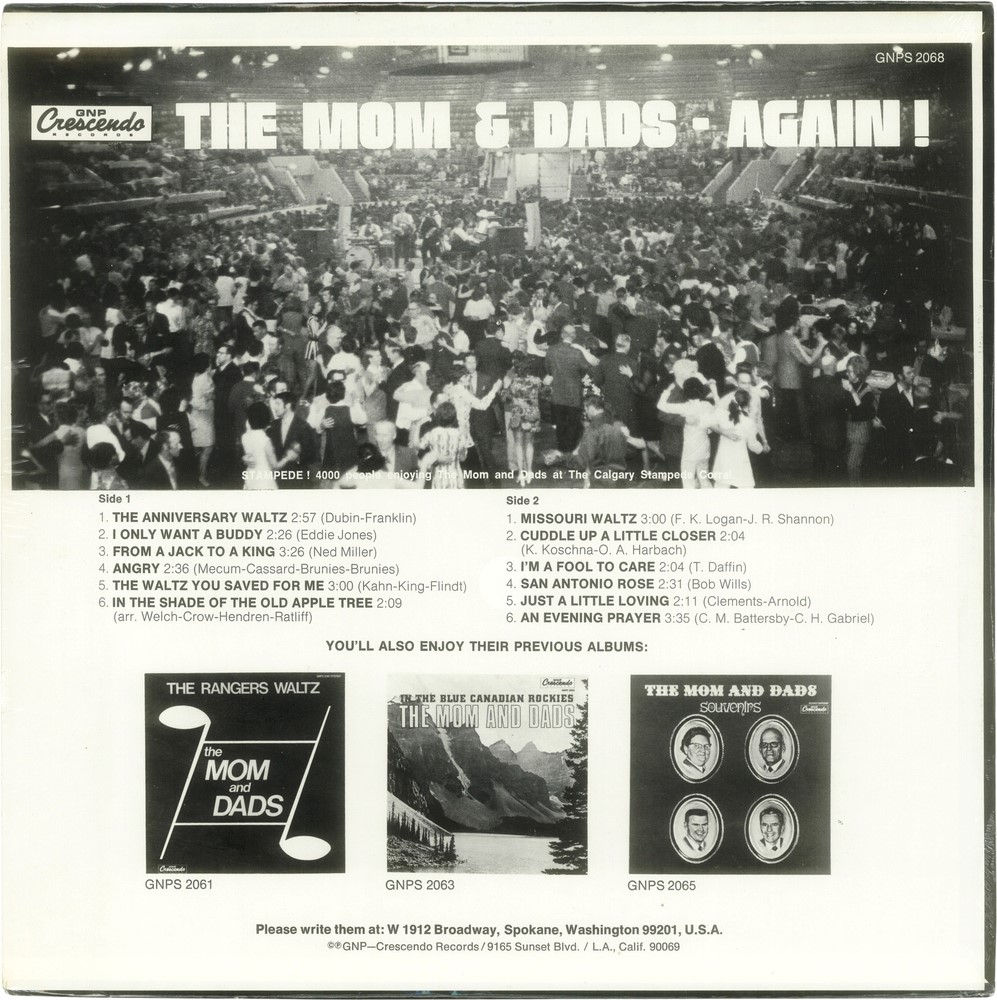 GNPS 2068
GNP
Crescendo
RECORDS
THE MOM & DADS - AGAIN!
STAMPEDE! 4000 people enjoying The Mom and Dads at The Calgary Stampede Corral
Side 1
1. THE ANNIVERSARY WALTZ 2:57 (Dubin-Franklin)
2. I ONLY WANT A BUDDY 2:26 (Eddie Jones)
3. FROM A JACK TO A KING 3:26 (Ned Miller)
4. ANGRY 2:36 (Mecum-Cassard-Brunies-Brunies)
5. THE WALTZ YOU SAVED FOR ME 3:00 (Kahn-King-Flindt)
6. IN THE SHADE OF THE OLD APPLE TREE 2:09
(arr. Welch-Crow-Hendren-Ratliff)
Side 2
1. MISSOURI WALTZ 3:00 (F. K. Logan-J. R. Shannon)
2. CUDDLE UP A LITTLE CLOSER 2:04
(K. Koschna-O. A. Harbach)
3. I'M A FOOL TO CARE 2:04 (T. Daffin)
4. SAN ANTONIO ROSE 2:31 (Bob Wills)
5. JUST A LITTLE LOVING 2:11 (Clements-Arnold)
6. AN EVENING PRAYER 3:35 (C. M. Battersby-C. H. Gabriel)
YOU'LL ALSO ENJOY THEIR PREVIOUS ALBUMS:
THE RANGERS WALTZ
the
MOM
and
DADS
Crescendo
GNPS 2061
Crescendo
IN THE BLUE CANADIAN ROCKIES
THE MOM AND DADS
GNPS 2063
THE MOM AND DADS
Souvenirs
Crescendo
GNPS 2065
Please write them at: W 1912 Broadway, Spokane, Washington 99201, U.S.A.
©℗GNP—Crescendo Records / 9165 Sunset Blvd. / L.A., Calif. 90069